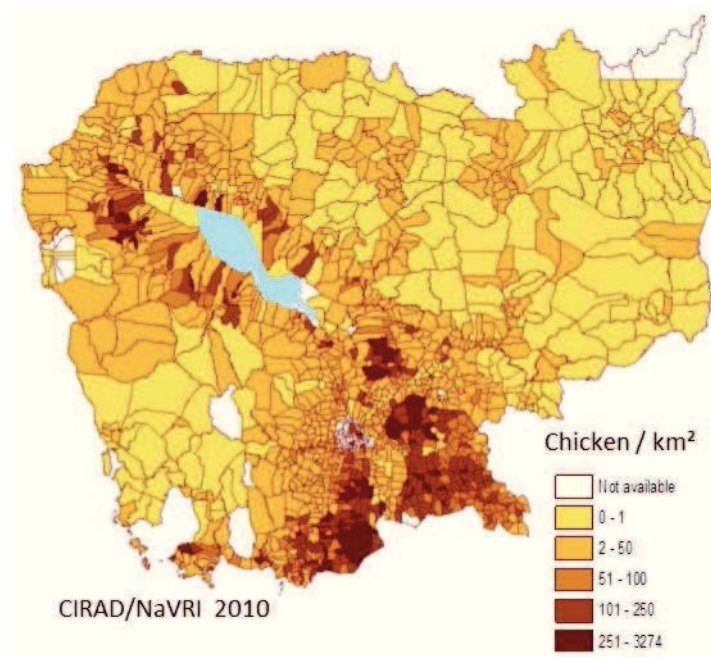 Chicken / km²
Not available
0 - 1
2 - 50
51 - 100
101 - 250
251 - 3274
CIRAD/NaVRI 2010